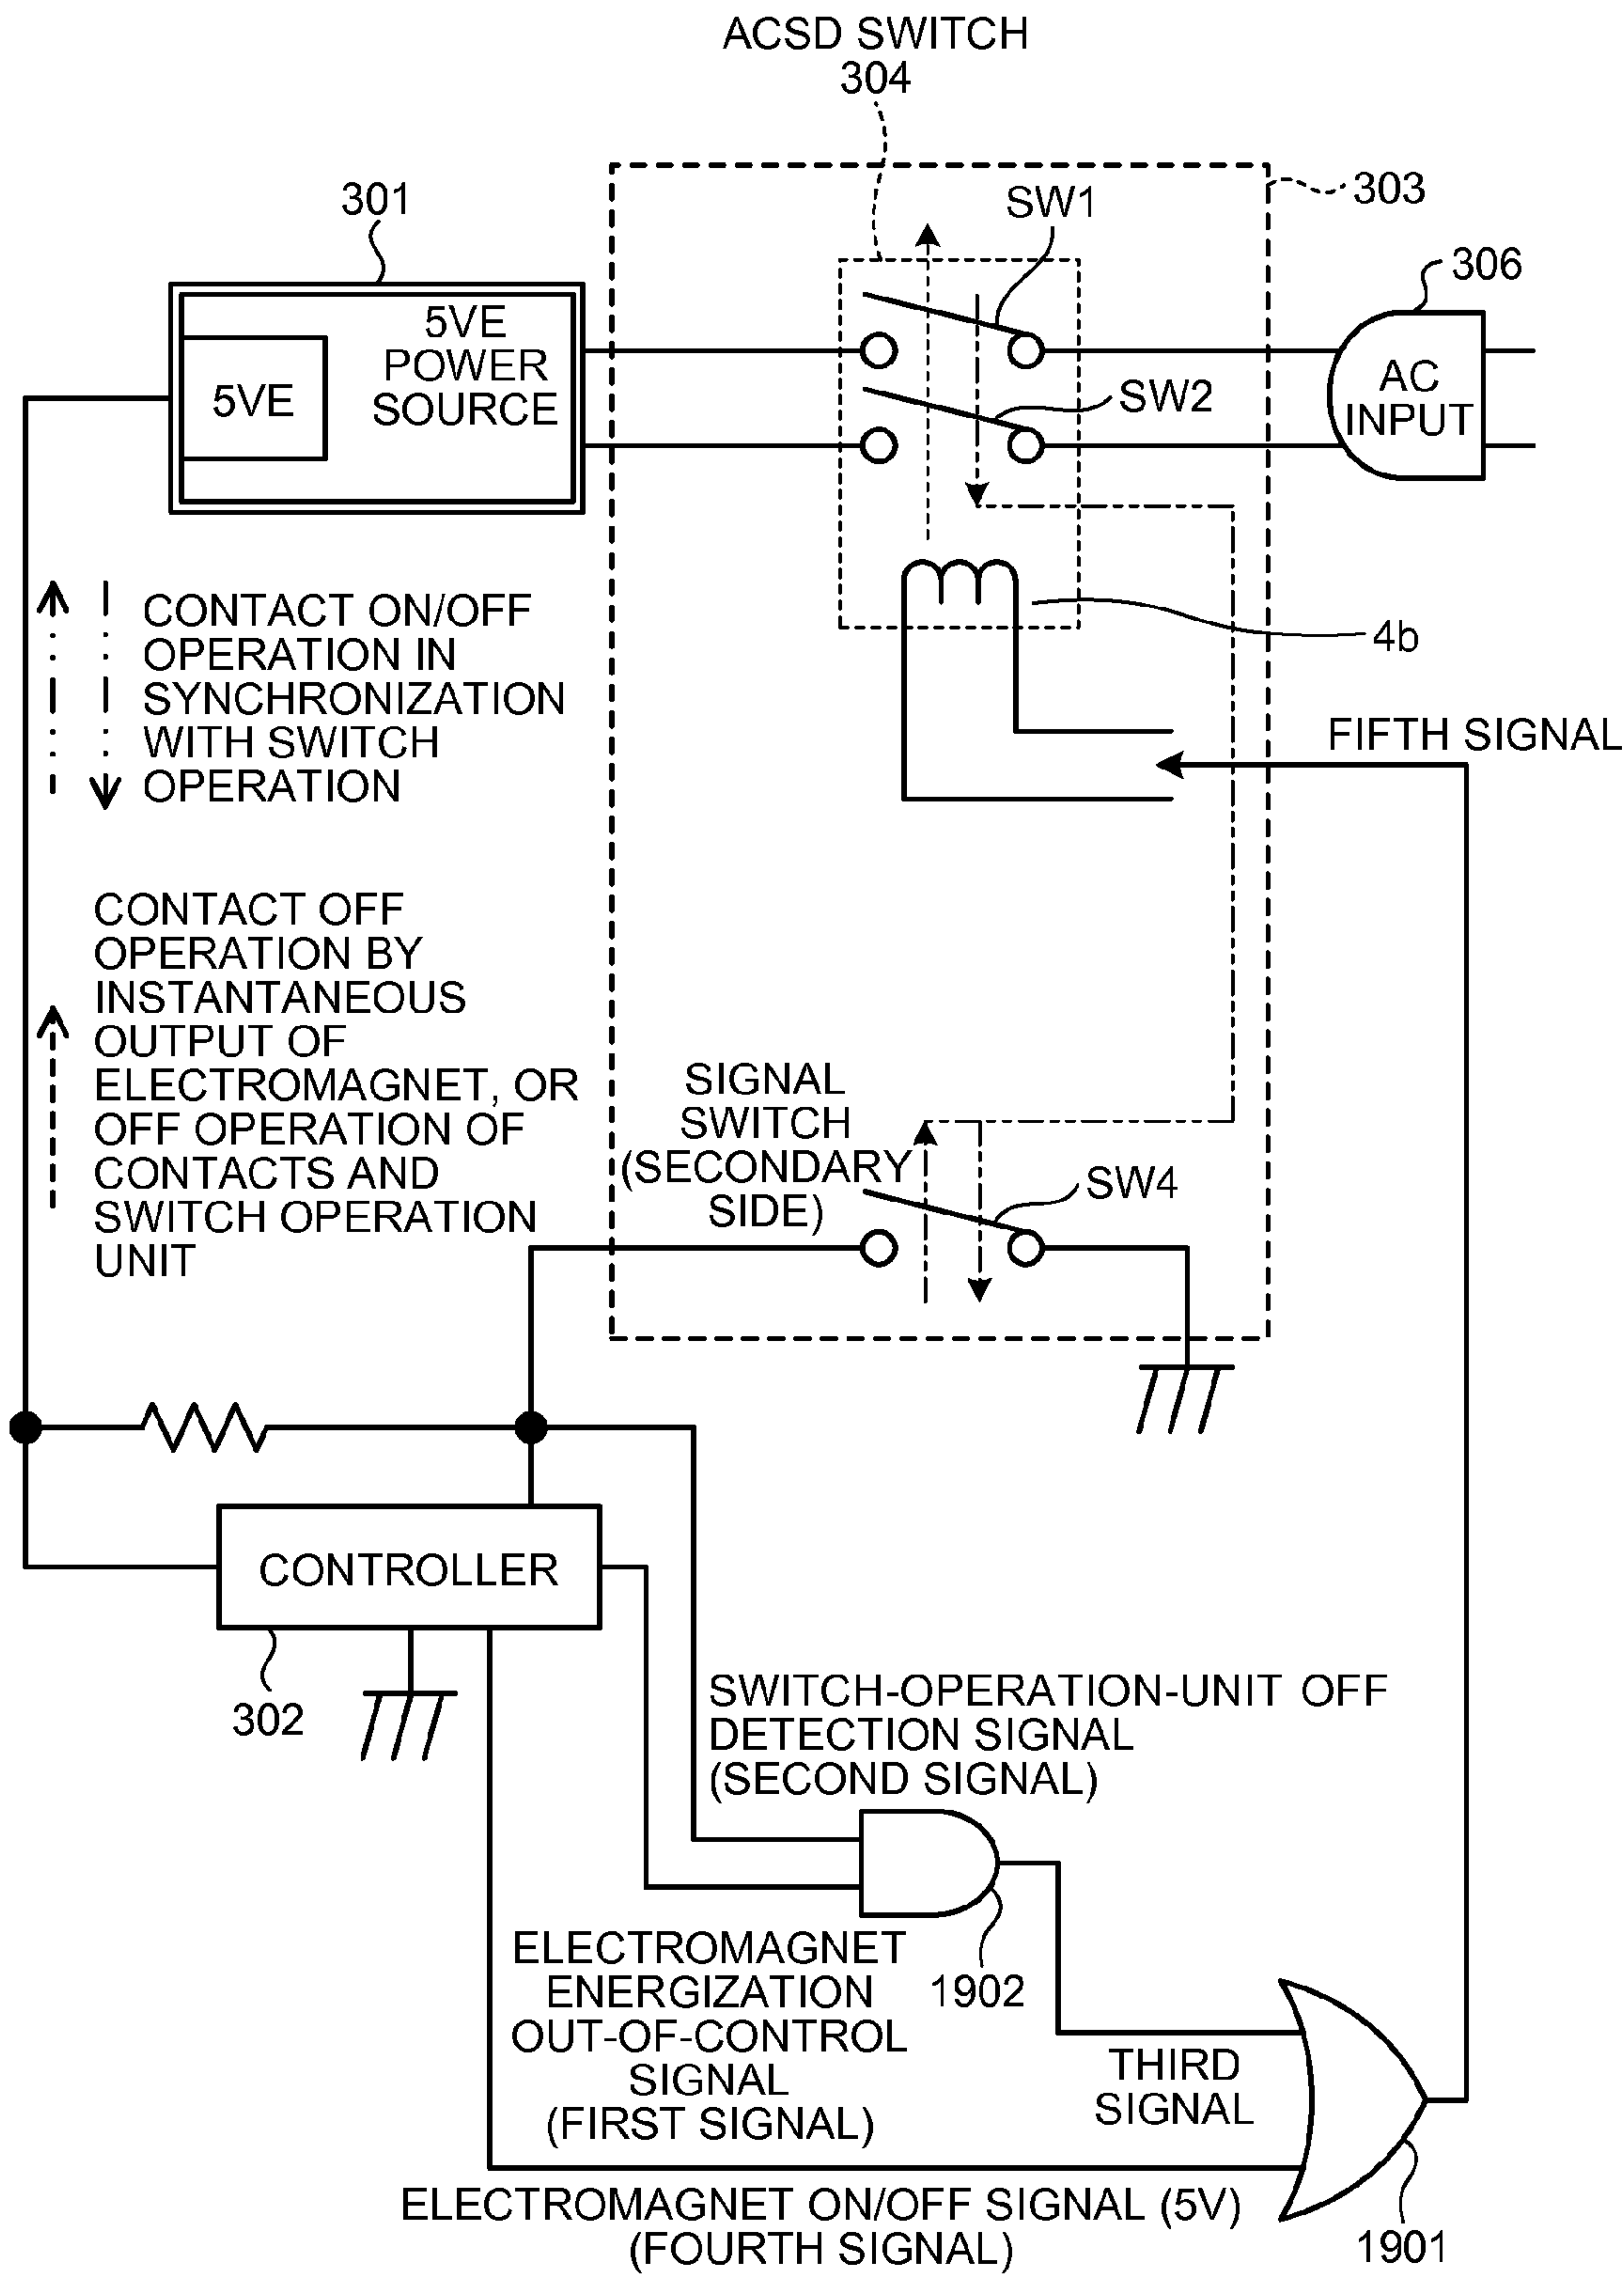 ACSD SWITCH
304
301
SW1
303
306
5VE
POWER
SOURCE
5VE
SW2
AC
INPUT
4b
CONTACT ON/OFF
OPERATION IN
SYNCHRONIZATION
WITH SWITCH
OPERATION
FIFTH SIGNAL
CONTACT OFF
OPERATION BY
INSTANTANEOUS
OUTPUT OF
ELECTROMAGNET, OR
OFF OPERATION OF
CONTACTS AND
SWITCH OPERATION
UNIT
SIGNAL
SWITCH
(SECONDARY
SIDE)
SW4
CONTROLLER
302
SWITCH-OPERATION-UNIT OFF
DETECTION SIGNAL
(SECOND SIGNAL)
ELECTROMAGNET
ENERGIZATION
OUT-OF-CONTROL
SIGNAL
(FIRST SIGNAL)
1902
THIRD
SIGNAL
ELECTROMAGNET ON/OFF SIGNAL (5V)
(FOURTH SIGNAL)
1901